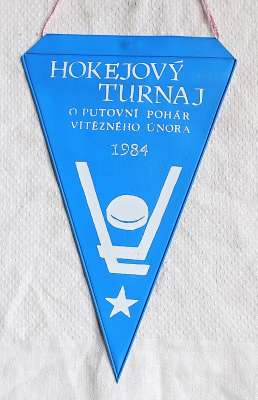 HOKEJOVÝ
TURNAJ
O PUTOVNÍ POHÁR
VÍTĚZNÉHO ÚNORA
1984